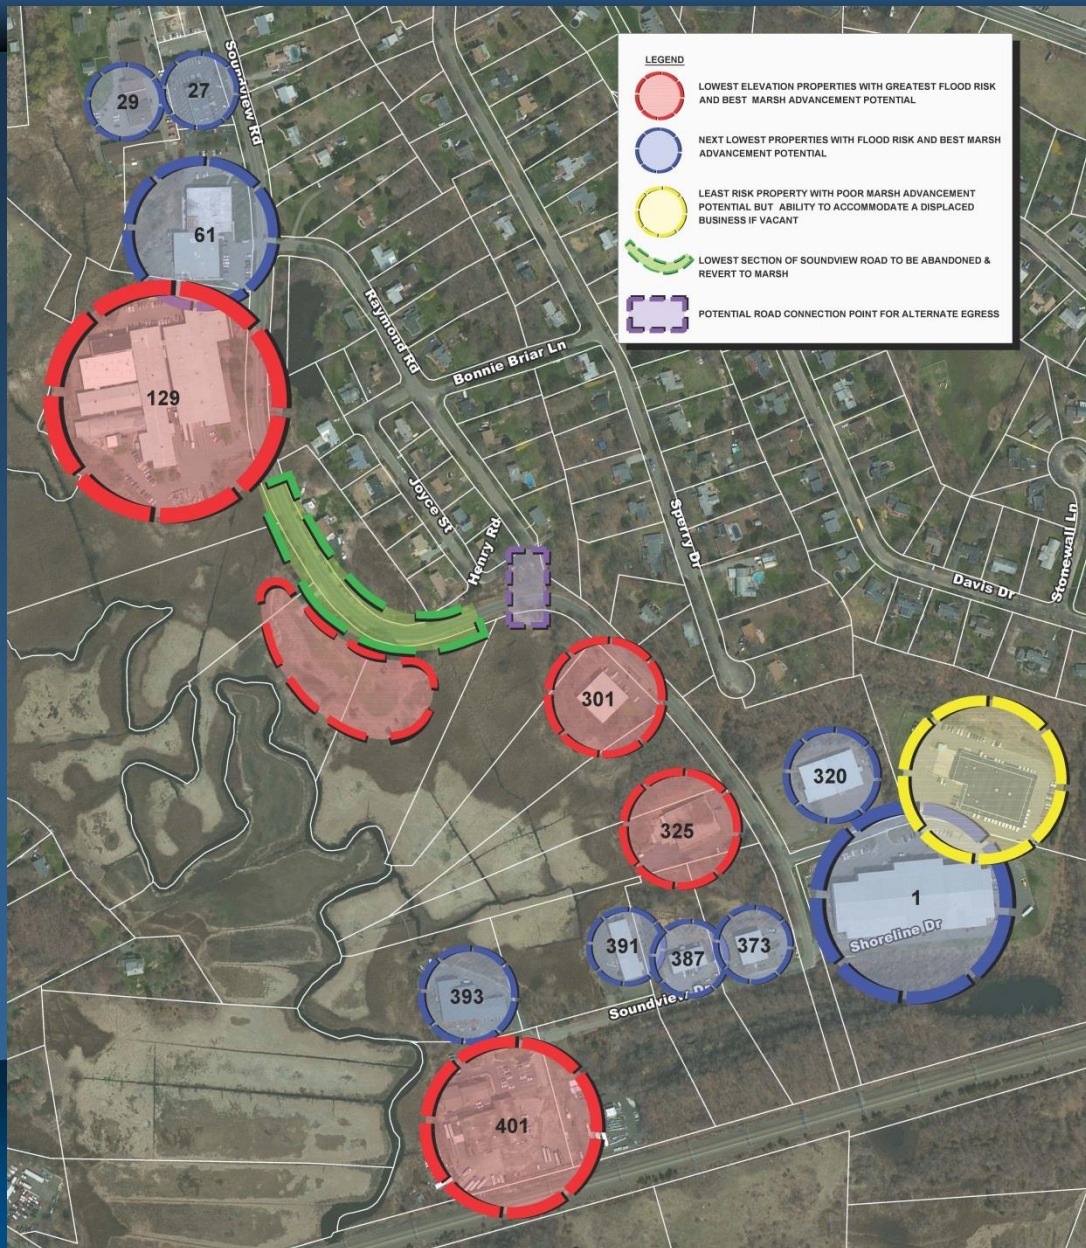 LEGEND
LOWEST ELEVATION PROPERTIES WITH GREATEST FLOOD RISK
AND BEST MARSH ADVANCEMENT POTENTIAL
NEXT LOWEST PROPERTIES WITH FLOOD RISK AND BEST MARSH
ADVANCEMENT POTENTIAL
LEAST RISK PROPERTY WITH POOR MARSH ADVANCEMENT
POTENTIAL BUT ABILITY TO ACCOMMODATE A DISPLACED
BUSINESS IF VACANT
LOWEST SECTION OF SOUNDVIEW ROAD TO BE ABANDONED &
REVERT TO MARSH
POTENTIAL ROAD CONNECTION POINT FOR ALTERNATE EGRESS
Soundview Rd
29
27
61
129
Raymond Rd
Bonnie Briar Ln
Joyce St
Henry Rd
Sperry Dr
Davis Dr
Stonewall Ln
301
320
325
1
Shoreline Dr
391
387
373
393
Soundview Dr
401